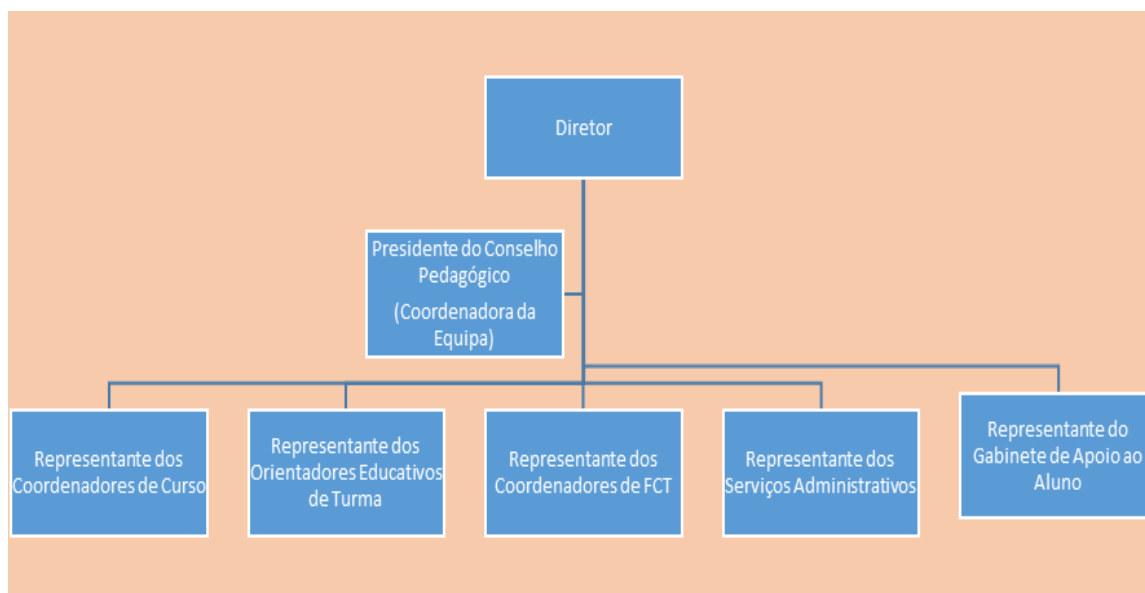 Diretor
Presidente do Conselho
Pedagógico
(Coordenadora da
Equipa)
Representante dos
Coordenadores de Curso
Representante dos
Orientadores Educativos
de Turma
Representante dos
Coordenadores de FCT
Representante dos
Serviços Administrativos
Representante do
Gabinete de Apoio ao
Aluno